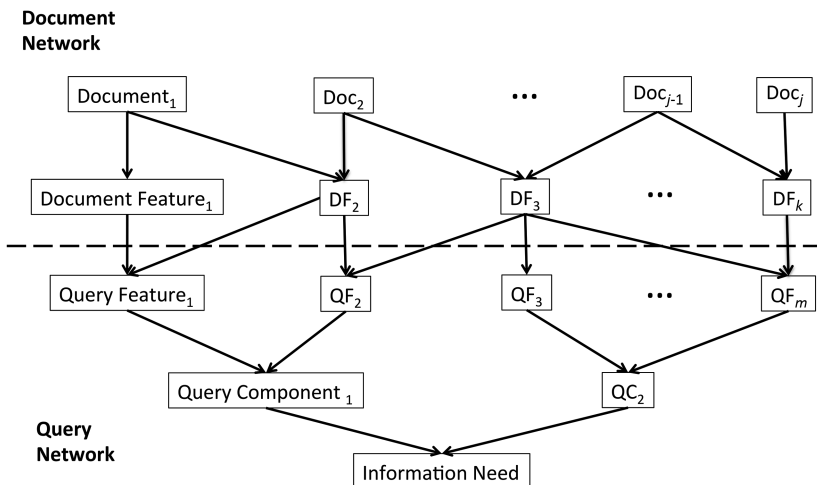 Document
Network
Document₁ Doc₂ ••• Docⱼ₋₁ Docⱼ
Document Feature₁ DF₂ DF₃ ••• DFₖ
Query Feature₁ QF₂ QF₃ ••• QFₘ
Query Component ₁ QC₂
Query
Network
Information Need